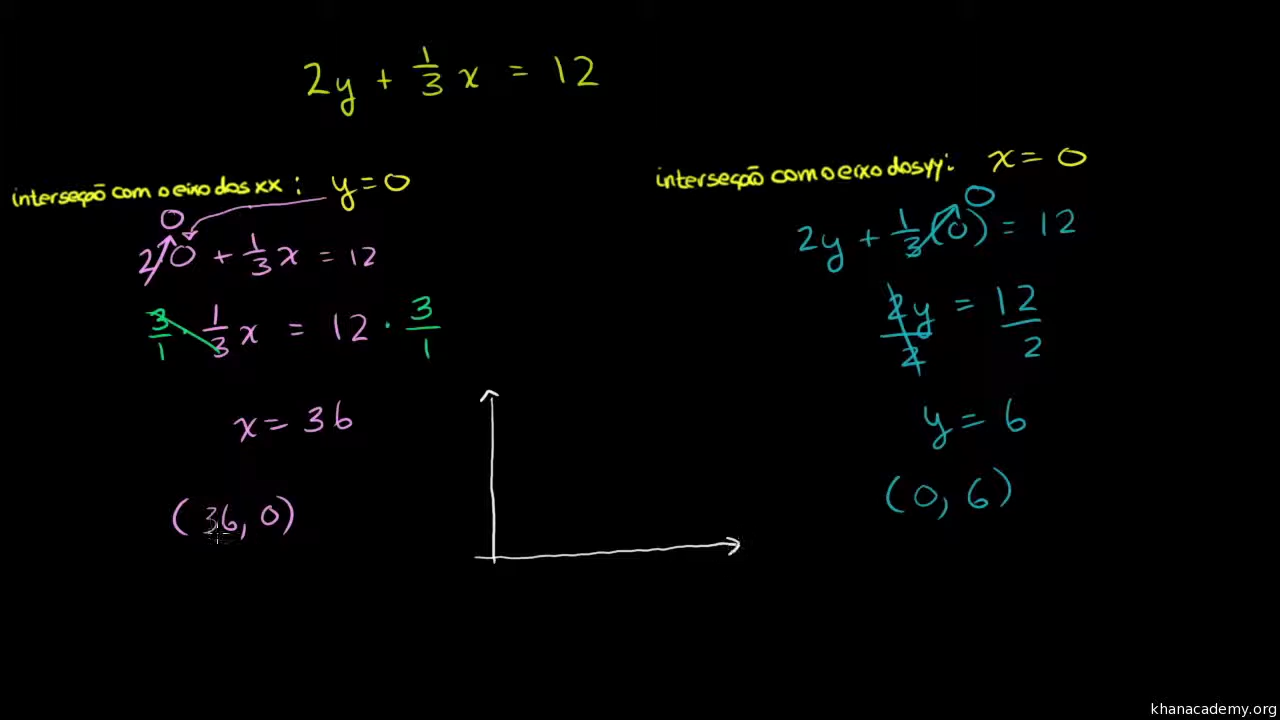 2y + 1/3 x = 12
interseção com o eixo dos xx : y = 0
0
2·0 + 1/3 x = 12
3/1 · 1/3 x = 12 · 3/1
x = 36
(36, 0)
interseção com o eixo dos yy: x = 0
0
2y + 1/3 (0) = 12
2y/2 = 12/2
y = 6
(0, 6)
khanacademy.org